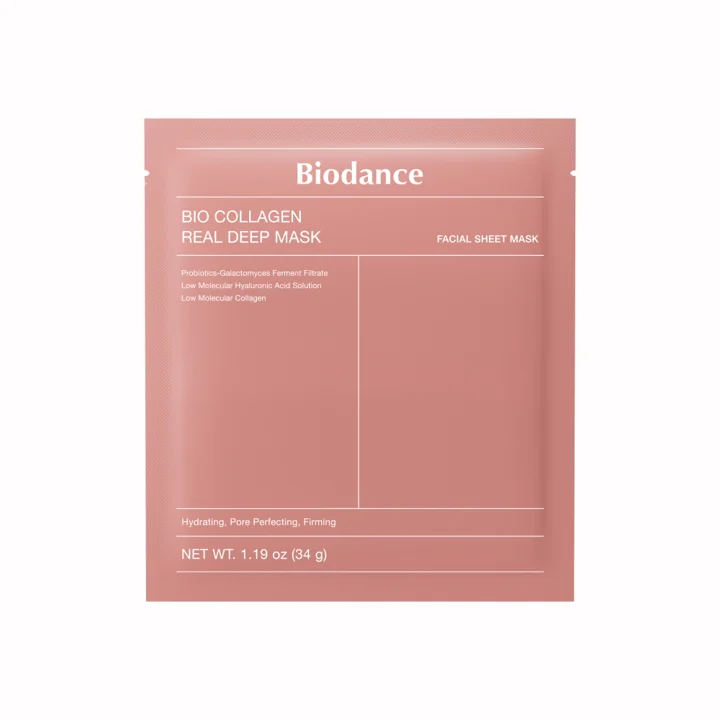 Biodance
BIO COLLAGEN
REAL DEEP MASK
FACIAL SHEET MASK
Probiotics-Galactomyces Ferment Filtrate
Low Molecular Hyaluronic Acid Solution
Low Molecular Collagen
Hydrating, Pore Perfecting, Firming
NET WT. 1.19 oz (34 g)